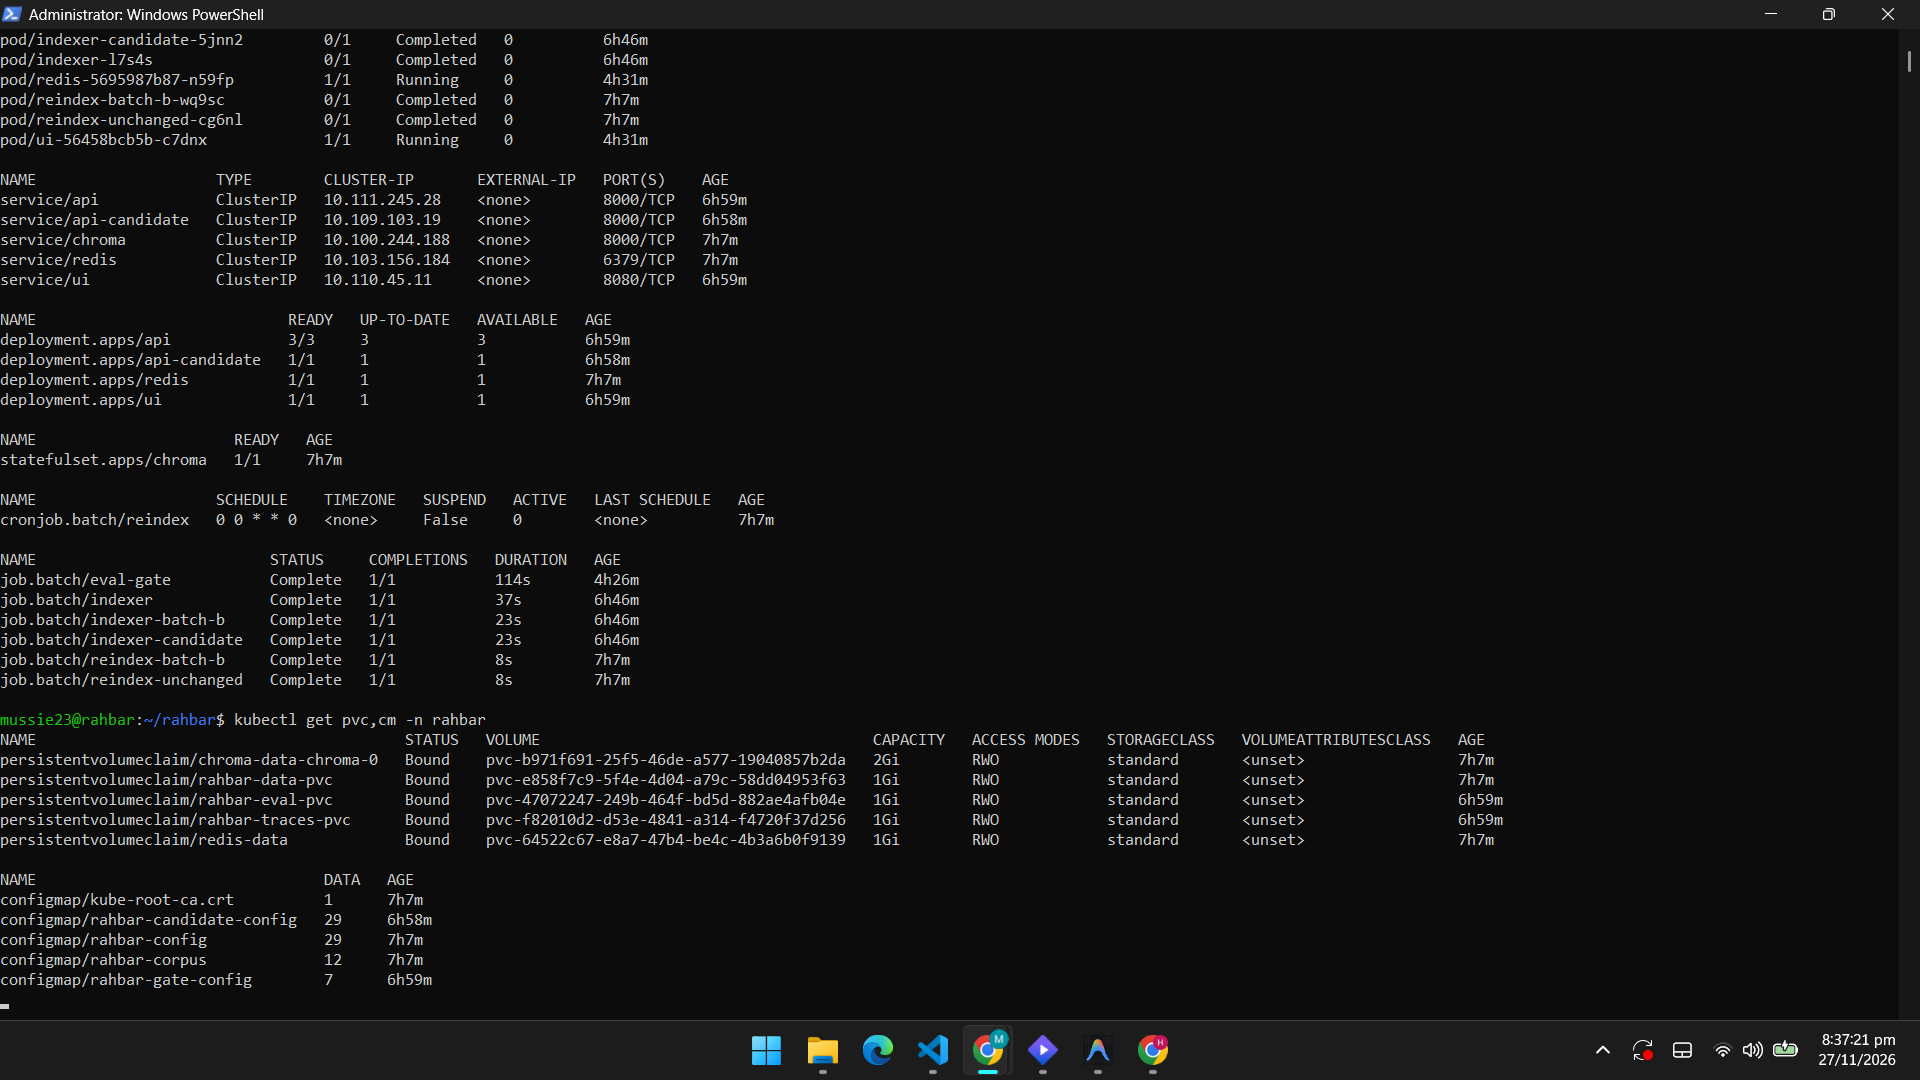 Administrator: Windows PowerShell
pod/indexer-candidate-5jnn2 0/1 Completed 0 6h46m
pod/indexer-l7s4s 0/1 Completed 0 6h46m
pod/redis-5695987b87-n59fp 1/1 Running 0 4h31m
pod/reindex-batch-b-wq9sc 0/1 Completed 0 7h7m
pod/reindex-unchanged-cg6nl 0/1 Completed 0 7h7m
pod/ui-56458bcb5b-c7dnx 1/1 Running 0 4h31m
NAME TYPE CLUSTER-IP EXTERNAL-IP PORT(S) AGE
service/api ClusterIP 10.111.245.28 <none> 8000/TCP 6h59m
service/api-candidate ClusterIP 10.109.103.19 <none> 8000/TCP 6h58m
service/chroma ClusterIP 10.100.244.188 <none> 8000/TCP 7h7m
service/redis ClusterIP 10.103.156.184 <none> 6379/TCP 7h7m
service/ui ClusterIP 10.110.45.11 <none> 8080/TCP 6h59m
NAME READY UP-TO-DATE AVAILABLE AGE
deployment.apps/api 3/3 3 3 6h59m
deployment.apps/api-candidate 1/1 1 1 6h58m
deployment.apps/redis 1/1 1 1 7h7m
deployment.apps/ui 1/1 1 1 6h59m
NAME READY AGE
statefulset.apps/chroma 1/1 7h7m
NAME SCHEDULE TIMEZONE SUSPEND ACTIVE LAST SCHEDULE AGE
cronjob.batch/reindex 0 0 * * 0 <none> False 0 <none> 7h7m
NAME STATUS COMPLETIONS DURATION AGE
job.batch/eval-gate Complete 1/1 114s 4h26m
job.batch/indexer Complete 1/1 37s 6h46m
job.batch/indexer-batch-b Complete 1/1 23s 6h46m
job.batch/indexer-candidate Complete 1/1 23s 6h46m
job.batch/reindex-batch-b Complete 1/1 8s 7h7m
job.batch/reindex-unchanged Complete 1/1 8s 7h7m
mussie23@rahbar:~/rahbar$ kubectl get pvc,cm -n rahbar
NAME STATUS VOLUME CAPACITY ACCESS MODES STORAGECLASS VOLUMEATTRIBUTESCLASS AGE
persistentvolumeclaim/chroma-data-chroma-0 Bound pvc-b971f691-25f5-46de-a577-19040857b2da 2Gi RWO standard <unset> 7h7m
persistentvolumeclaim/rahbar-data-pvc Bound pvc-e858f7c9-5f4e-4d04-a79c-58dd04953f63 1Gi RWO standard <unset> 7h7m
persistentvolumeclaim/rahbar-eval-pvc Bound pvc-47072247-249b-464f-bd5d-882ae4afb04e 1Gi RWO standard <unset> 6h59m
persistentvolumeclaim/rahbar-traces-pvc Bound pvc-f82010d2-d53e-4841-a314-f4720f37d256 1Gi RWO standard <unset> 6h59m
persistentvolumeclaim/redis-data Bound pvc-64522c67-e8a7-47b4-be4c-4b3a6b0f9139 1Gi RWO standard <unset> 7h7m
NAME DATA AGE
configmap/kube-root-ca.crt 1 7h7m
configmap/rahbar-candidate-config 29 6h58m
configmap/rahbar-config 29 7h7m
configmap/rahbar-corpus 12 7h7m
configmap/rahbar-gate-config 7 6h59m
M
H
8:37:21 pm
27/11/2026